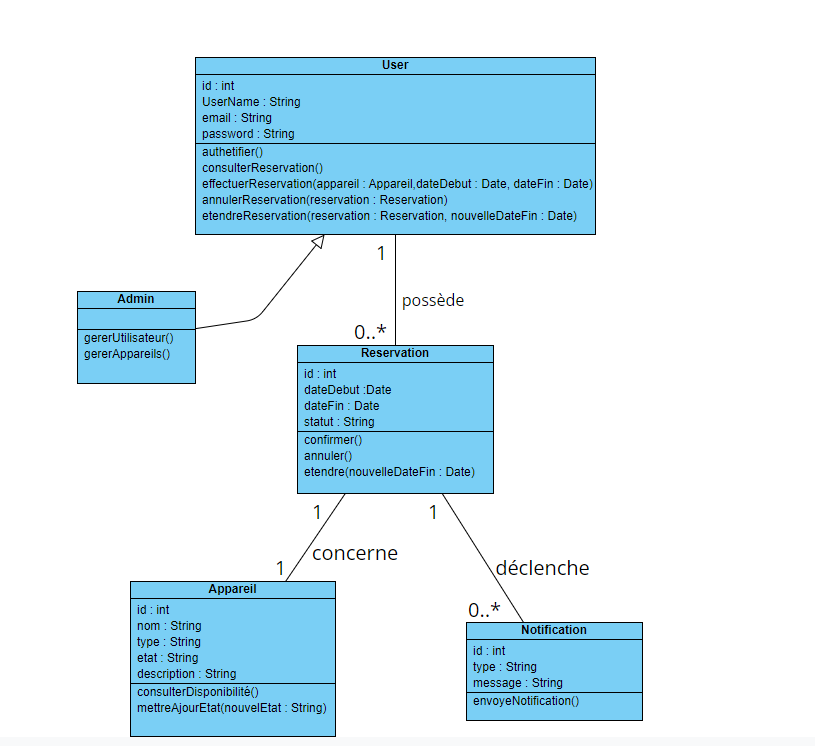 User
id : int
UserName : String
email : String
password : String
authetifier()
consulterReservation()
effectuerReservation(appareil : Appareil,dateDebut : Date, dateFin : Date)
annulerReservation(reservation : Reservation)
etendreReservation(reservation : Reservation, nouvelleDateFin : Date)
1
possède
0..*
Admin
gererUtilisateur()
gererAppareils()
Reservation
id : int
dateDebut :Date
dateFin : Date
statut : String
confirmer()
annuler()
etendre(nouvelleDateFin : Date)
1
1
concerne
1
déclenche
0..*
Appareil
id : int
nom : String
type : String
etat : String
description : String
consulterDisponibilité()
mettreAjourEtat(nouvelEtat : String)
Notification
id : int
type : String
message : String
envoyeNotification()